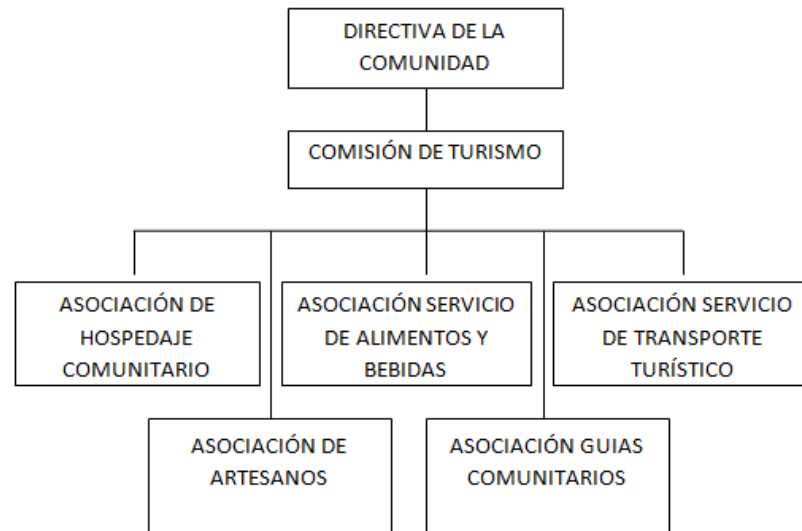 DIRECTIVA DE LA
COMUNIDAD
COMISIÓN DE TURISMO
ASOCIACIÓN DE
HOSPEDAJE
COMUNITARIO
ASOCIACIÓN SERVICIO
DE ALIMENTOS Y
BEBIDAS
ASOCIACIÓN SERVICIO
DE TRANSPORTE
TURÍSTICO
ASOCIACIÓN DE
ARTESANOS
ASOCIACIÓN GUIAS
COMUNITARIOS